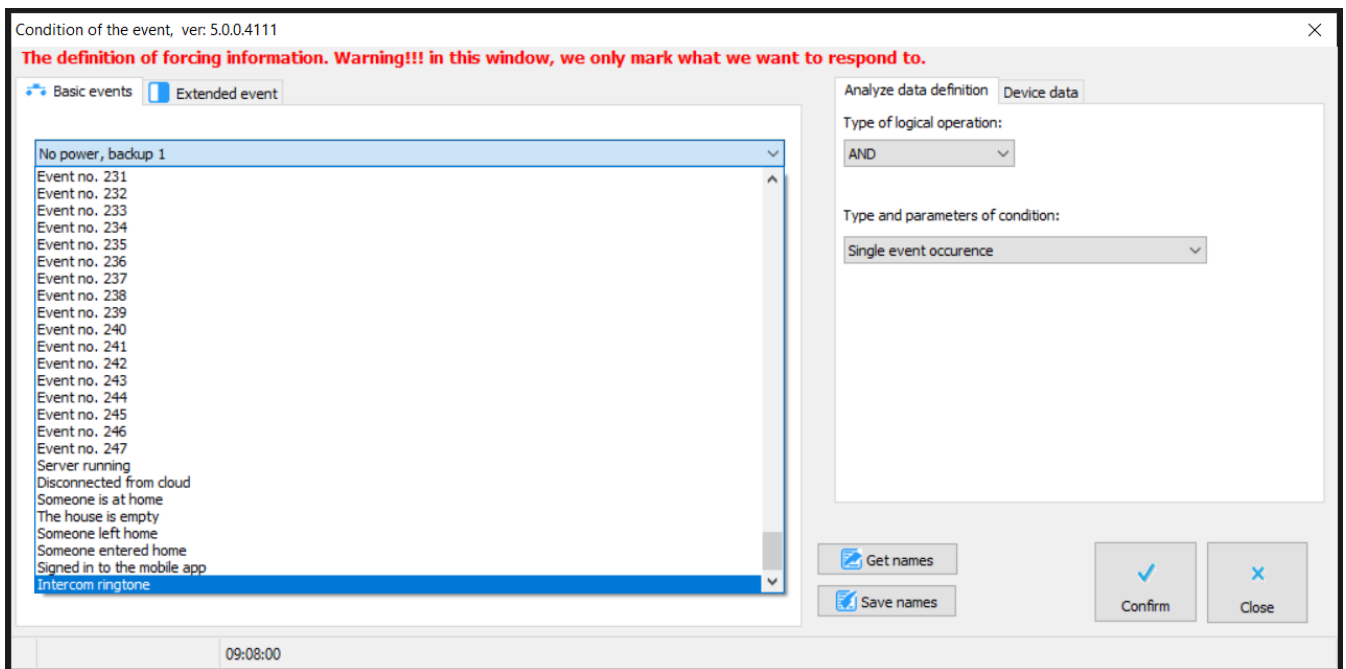 Condition of the event, ver: 5.0.0.4111
The definition of forcing information. Warning!!! in this window, we only mark what we want to respond to.
Basic events
Extended event
No power, backup 1
Event no. 231
Event no. 232
Event no. 233
Event no. 234
Event no. 235
Event no. 236
Event no. 237
Event no. 238
Event no. 239
Event no. 240
Event no. 241
Event no. 242
Event no. 243
Event no. 244
Event no. 245
Event no. 246
Event no. 247
Server running
Disconnected from cloud
Someone is at home
The house is empty
Someone left home
Someone entered home
Signed in to the mobile app
Intercom ringtone
Analyze data definition
Device data
Type of logical operation:
AND
Type and parameters of condition:
Single event occurence
Get names
Save names
Confirm
Close
09:08:00